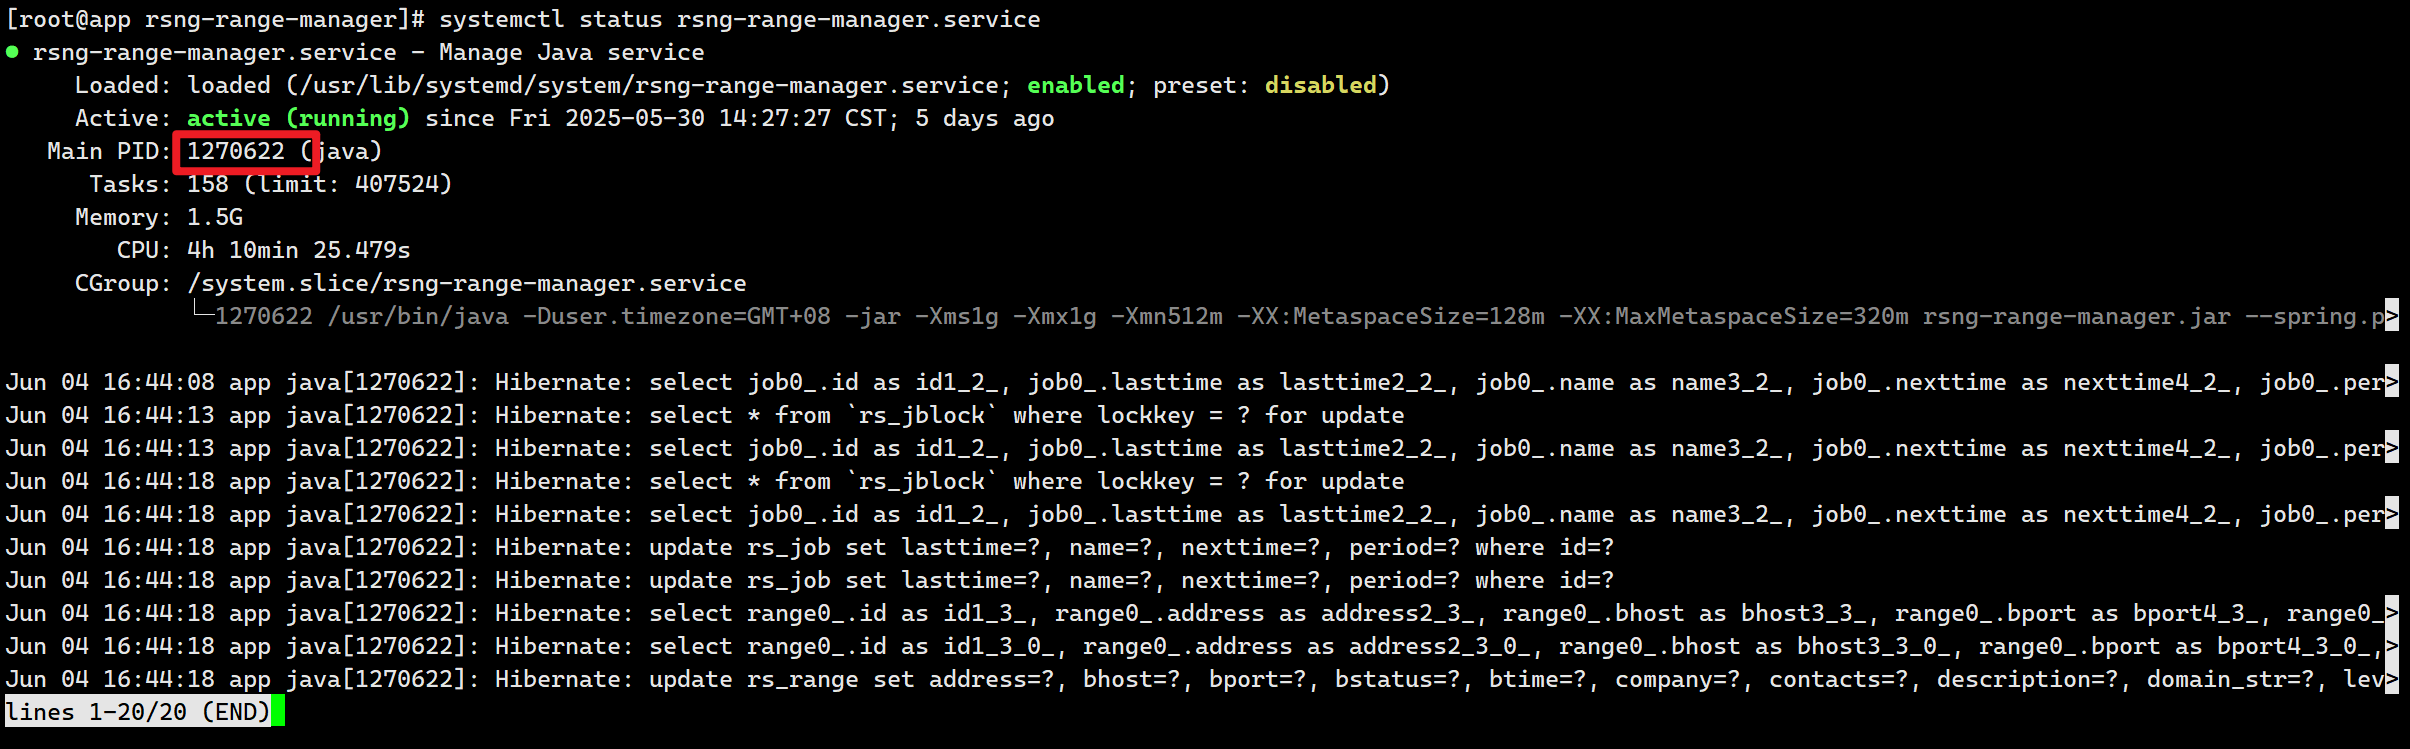 [root@app rsng-range-manager]# systemctl status rsng-range-manager.service
● rsng-range-manager.service - Manage Java service
Loaded: loaded (/usr/lib/systemd/system/rsng-range-manager.service; enabled; preset: disabled)
Active: active (running) since Fri 2025-05-30 14:27:27 CST; 5 days ago
Main PID: 1270622 (java)
Tasks: 158 (limit: 407524)
Memory: 1.5G
CPU: 4h 10min 25.479s
CGroup: /system.slice/rsng-range-manager.service
└─1270622 /usr/bin/java -Duser.timezone=GMT+08 -jar -Xms1g -Xmx1g -Xmn512m -XX:MetaspaceSize=128m -XX:MaxMetaspaceSize=320m rsng-range-manager.jar --spring.p>
Jun 04 16:44:08 app java[1270622]: Hibernate: select job0_.id as id1_2_, job0_.lasttime as lasttime2_2_, job0_.name as name3_2_, job0_.nexttime as nexttime4_2_, job0_.per>
Jun 04 16:44:13 app java[1270622]: Hibernate: select * from `rs_jblock` where lockkey = ? for update
Jun 04 16:44:13 app java[1270622]: Hibernate: select job0_.id as id1_2_, job0_.lasttime as lasttime2_2_, job0_.name as name3_2_, job0_.nexttime as nexttime4_2_, job0_.per>
Jun 04 16:44:18 app java[1270622]: Hibernate: select * from `rs_jblock` where lockkey = ? for update
Jun 04 16:44:18 app java[1270622]: Hibernate: select job0_.id as id1_2_, job0_.lasttime as lasttime2_2_, job0_.name as name3_2_, job0_.nexttime as nexttime4_2_, job0_.per>
Jun 04 16:44:18 app java[1270622]: Hibernate: update rs_job set lasttime=?, name=?, nexttime=?, period=? where id=?
Jun 04 16:44:18 app java[1270622]: Hibernate: update rs_job set lasttime=?, name=?, nexttime=?, period=? where id=?
Jun 04 16:44:18 app java[1270622]: Hibernate: select range0_.id as id1_3_, range0_.address as address2_3_, range0_.bhost as bhost3_3_, range0_.bport as bport4_3_, range0_>
Jun 04 16:44:18 app java[1270622]: Hibernate: select range0_.id as id1_3_0_, range0_.address as address2_3_0_, range0_.bhost as bhost3_3_0_, range0_.bport as bport4_3_0_,>
Jun 04 16:44:18 app java[1270622]: Hibernate: update rs_range set address=?, bhost=?, bport=?, bstatus=?, btime=?, company=?, contacts=?, description=?, domain_str=?, lev>
lines 1-20/20 (END)